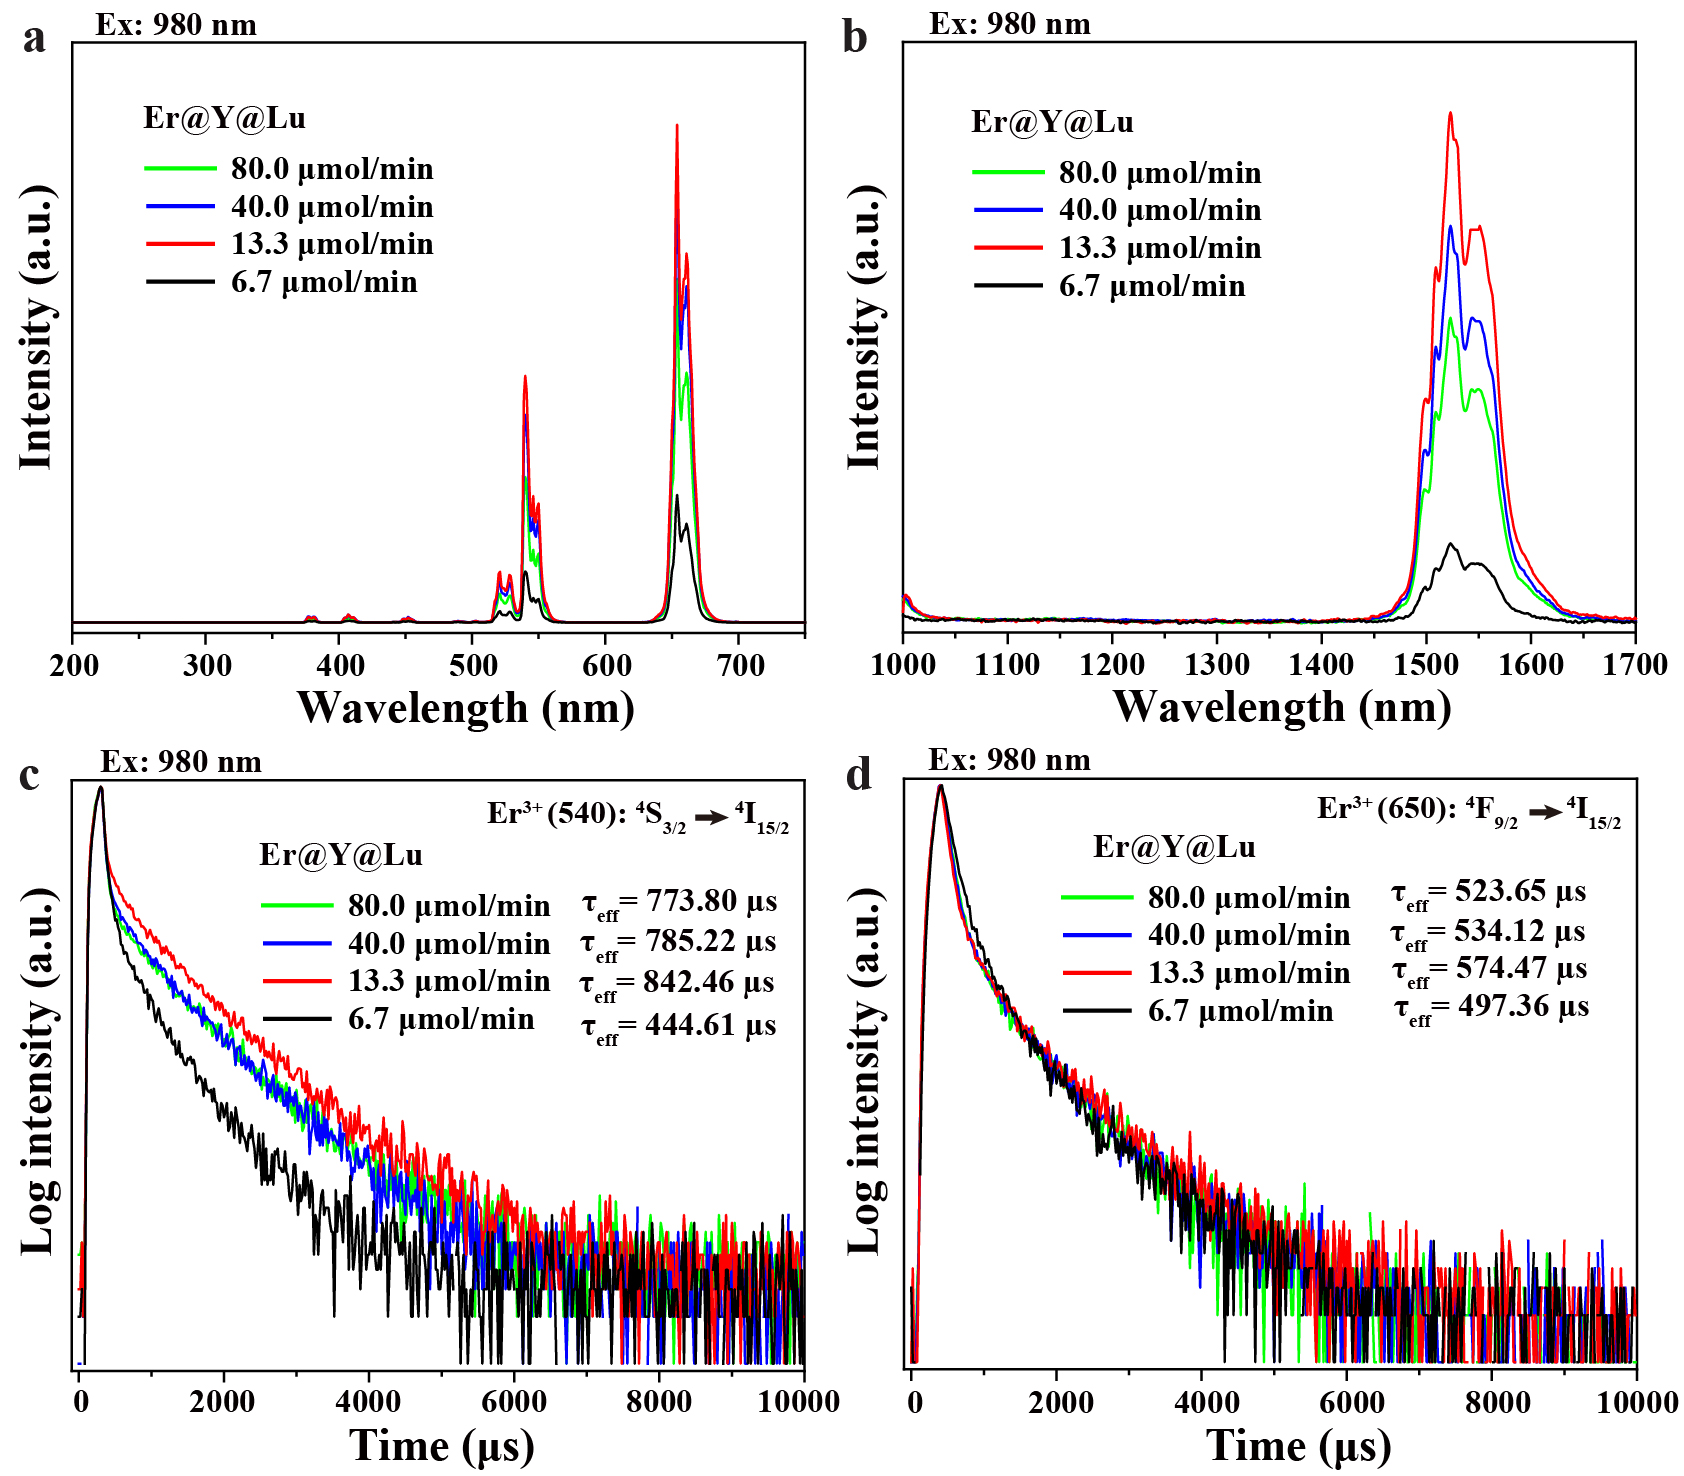 a
Ex: 980 nm
Er@Y@Lu
80.0 μmol/min
40.0 μmol/min
13.3 μmol/min
6.7 μmol/min
Intensity (a.u.)
200 300 400 500 600 700
Wavelength (nm)
b
Ex: 980 nm
Er@Y@Lu
80.0 μmol/min
40.0 μmol/min
13.3 μmol/min
6.7 μmol/min
Intensity (a.u.)
1000 1100 1200 1300 1400 1500 1600 1700
Wavelength (nm)
c
Ex: 980 nm
Er³⁺ (540): ⁴S₃/₂ → ⁴I₁₅/₂
Er@Y@Lu
80.0 μmol/min τeff= 773.80 μs
40.0 μmol/min τeff= 785.22 μs
13.3 μmol/min τeff= 842.46 μs
6.7 μmol/min τeff= 444.61 μs
Log intensity (a.u.)
0 2000 4000 6000 8000 10000
Time (μs)
d
Ex: 980 nm
Er³⁺ (650): ⁴F₉/₂ → ⁴I₁₅/₂
Er@Y@Lu
80.0 μmol/min τeff= 523.65 μs
40.0 μmol/min τeff= 534.12 μs
13.3 μmol/min τeff= 574.47 μs
6.7 μmol/min τeff= 497.36 μs
Log intensity (a.u.)
0 2000 4000 6000 8000 10000
Time (μs)